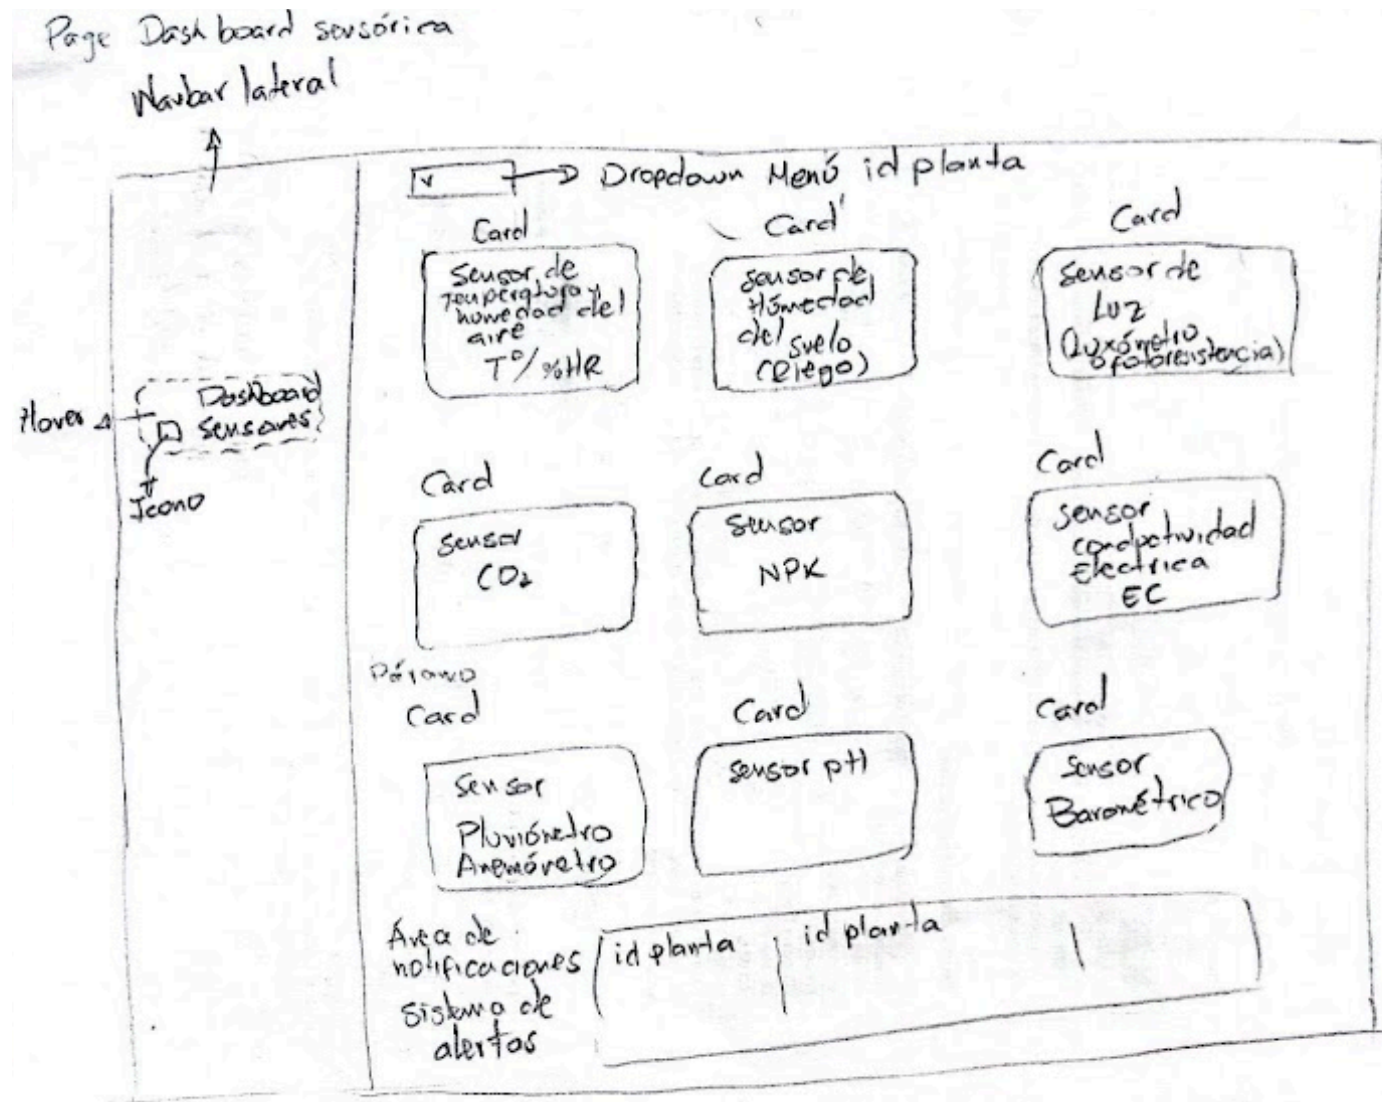 Page Dashboard sensórica
Navbar lateral
Dropdown Menú id planta
Card
Card
Card
Sensor de
Temperatura y
humedad del
aire
T°/%HR
Sensor de
Húmedad
del
suelo
(Riego)
Sensor de
Luz
(Luxómetro
o fotoresistencia)
Hover
Dashboard
Sensores
Icono
Card
Card
Card
Sensor
CO2
Sensor
NPK
Sensor
Electrica
EC
Páramo
Card
Card
Card
Sensor
Pluviómetro
Anemómetro
Sensor pH
Sensor
Barométrico
Área de
notificaciones
sistema de
alertas
id planta
id planta